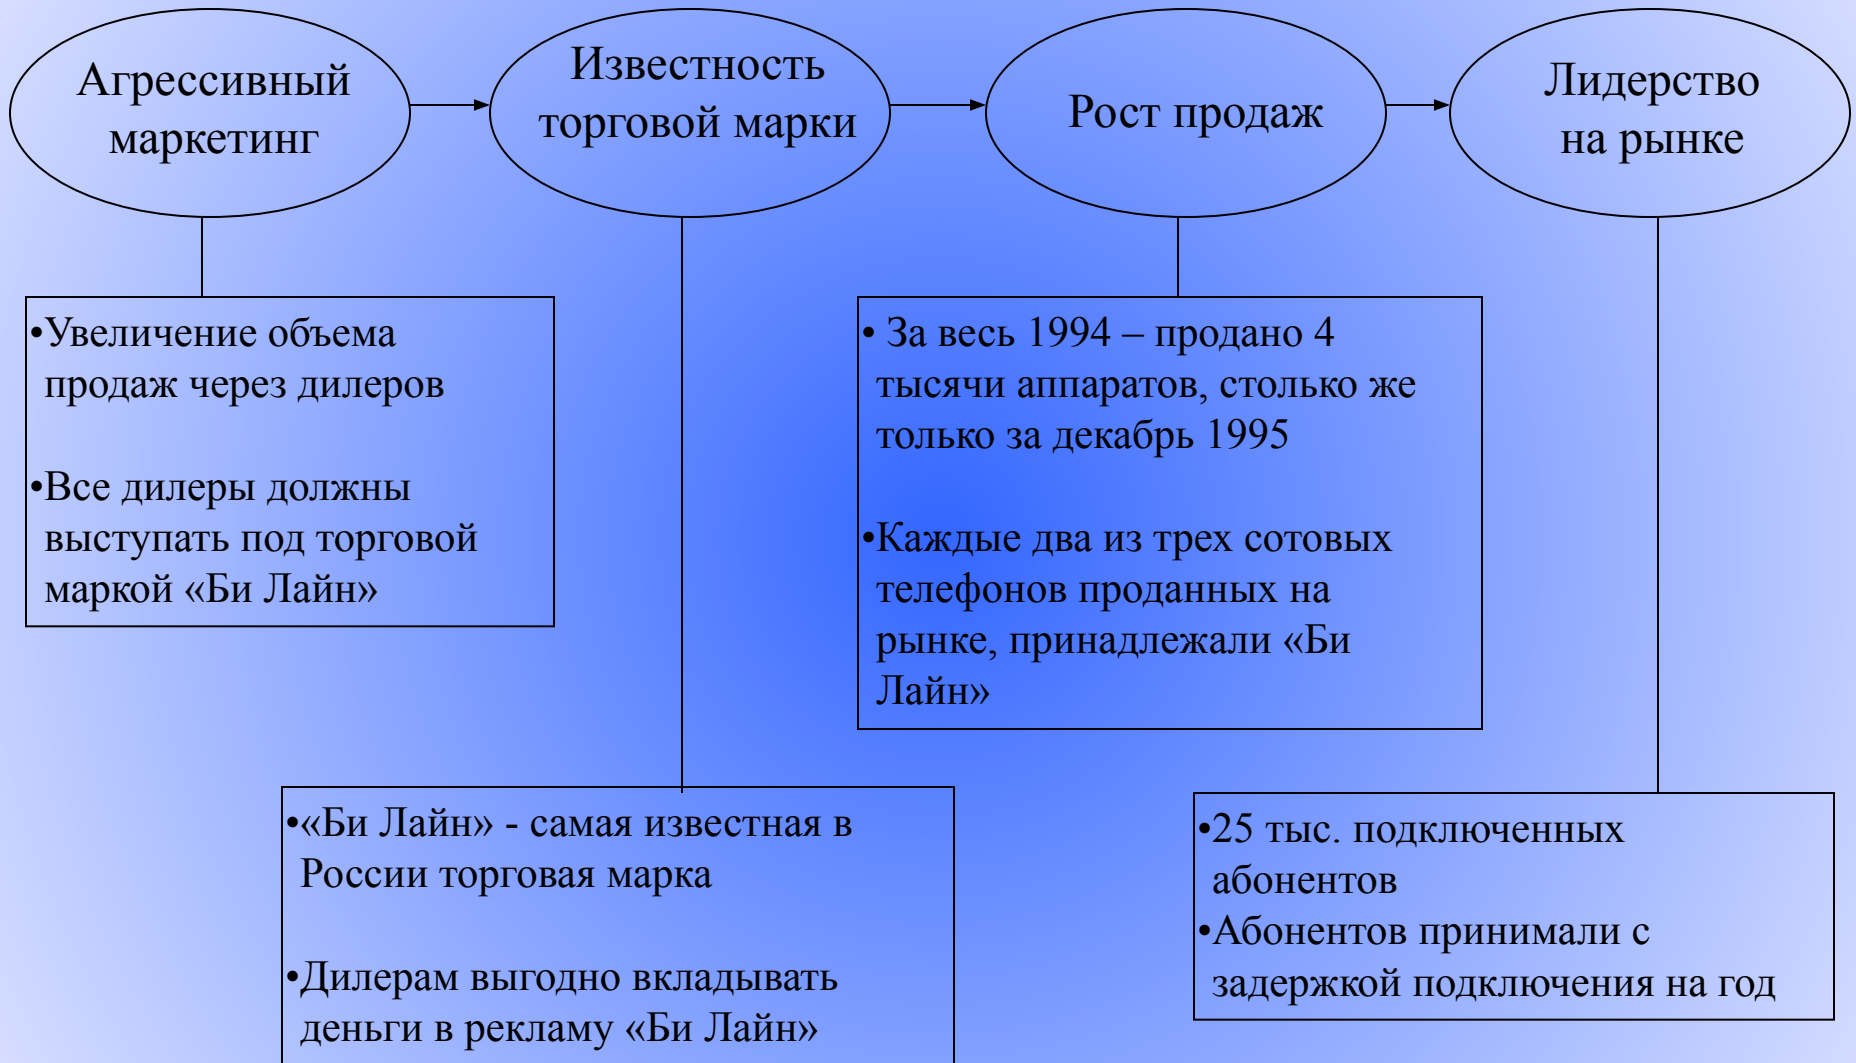 Агрессивный
маркетинг
Известность
торговой марки
Рост продаж
Лидерство
на рынке
•Увеличение объема
продаж через дилеров
•Все дилеры должны
выступать под торговой
маркой «Би Лайн»
• За весь 1994 – продано 4
тысячи аппаратов, столько же
только за декабрь 1995
•Каждые два из трех сотовых
телефонов проданных на
рынке, принадлежали «Би
Лайн»
•«Би Лайн» - самая известная в
России торговая марка
•Дилерам выгодно вкладывать
деньги в рекламу «Би Лайн»
•25 тыс. подключенных
абонентов
•Абонентов принимали с
задержкой подключения на год